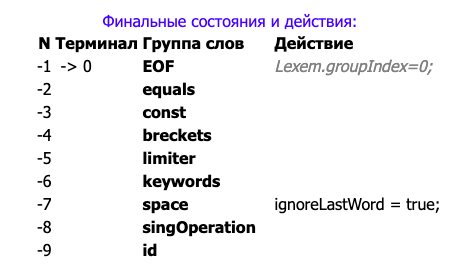 Финальные состояния и действия:
N Терминал Группа слов Действие
-1 -> 0 EOF Lexem.groupIndex=0;
-2 equals
-3 const
-4 breckets
-5 limiter
-6 keywords
-7 space ignoreLastWord = true;
-8 singOperation
-9 id